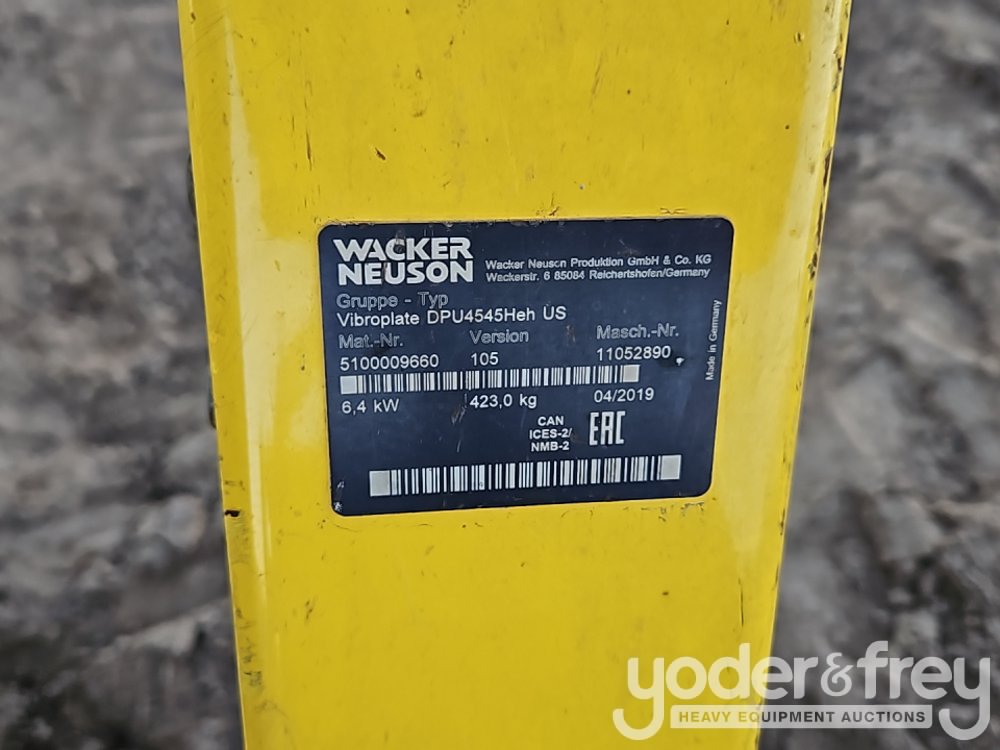 WACKER
NEUSON
Wacker Neuson Produktion GmbH & Co. KG
Wackerstr. 6 85084 Reichertshofen/Germany
Gruppe - Typ
Vibroplate DPU4545Heh US
Mat.-Nr. Version Masch.-Nr.
5100009660 105 11052890
6,4 kW 423,0 kg 04/2019
CAN
ICES-2/
NMB-2
EAC
Made in Germany
yoder&frey
HEAVY EQUIPMENT AUCTIONS